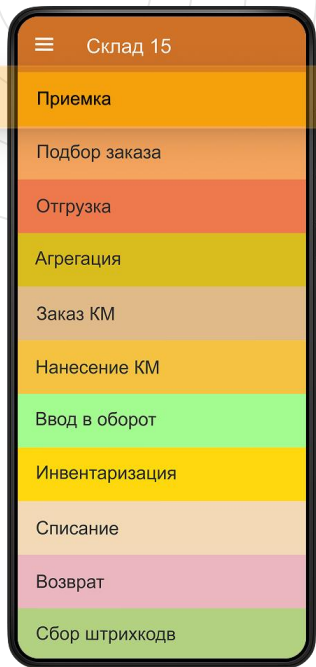 Склад 15
Приемка
Подбор заказа
Отгрузка
Агрегация
Заказ КМ
Нанесение КМ
Ввод в оборот
Инвентаризация
Списание
Возврат
Сбор штрихкодв